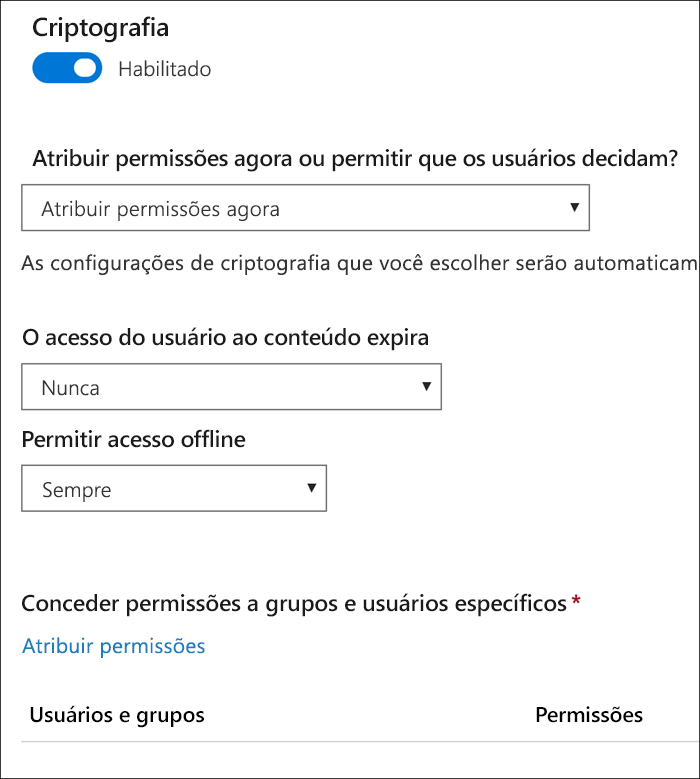 Criptografia
Habilitado
Atribuir permissões agora ou permitir que os usuários decidam?
Atribuir permissões agora
As configurações de criptografia que você escolher serão automaticam
O acesso do usuário ao conteúdo expira
Nunca
Permitir acesso offline
Sempre
Conceder permissões a grupos e usuários específicos *
Atribuir permissões
Usuários e grupos Permissões